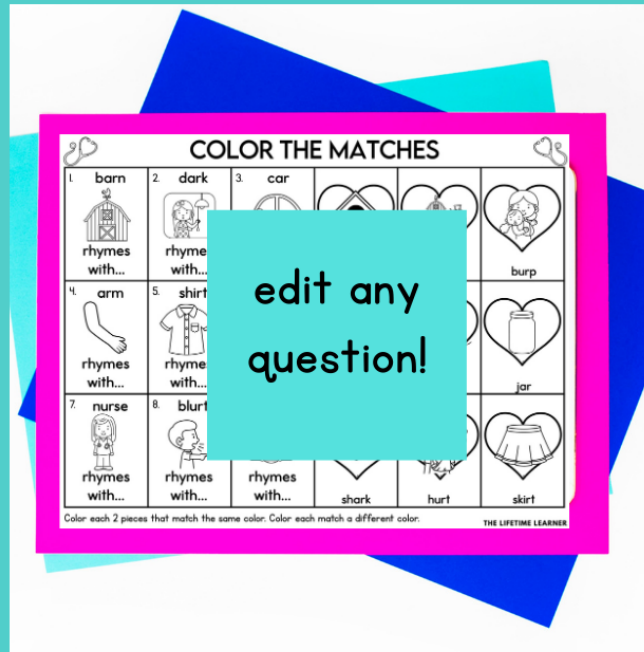 COLOR THE MATCHES
1. barn
2. dark
3. car
rhymes
with...
rhyme
with..
burp
4. arm
5. shirt
rhymes
with...
rhyme
with..
jar
7. nurse
8. blurt
rhymes
with...
rhymes
with...
rhymes
with...
shark
hurt
skirt
edit any
question!
Color each 2 pieces that match the same color. Color each match a different color.
THE LIFETIME LEARNER